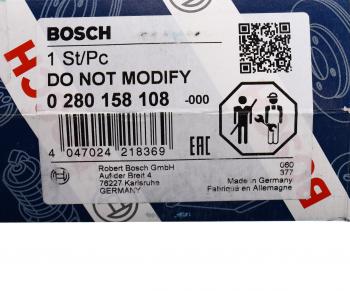 BOSCH
1 St/Pc
DO NOT MODIFY
0 280 158 108 -000
4 047024 218369
EAC
Robert Bosch GmbH
Auf der Breit 4
76227 Karlsruhe
GERMANY
060
377
Made in Germany
Fabriqué en Allemagne